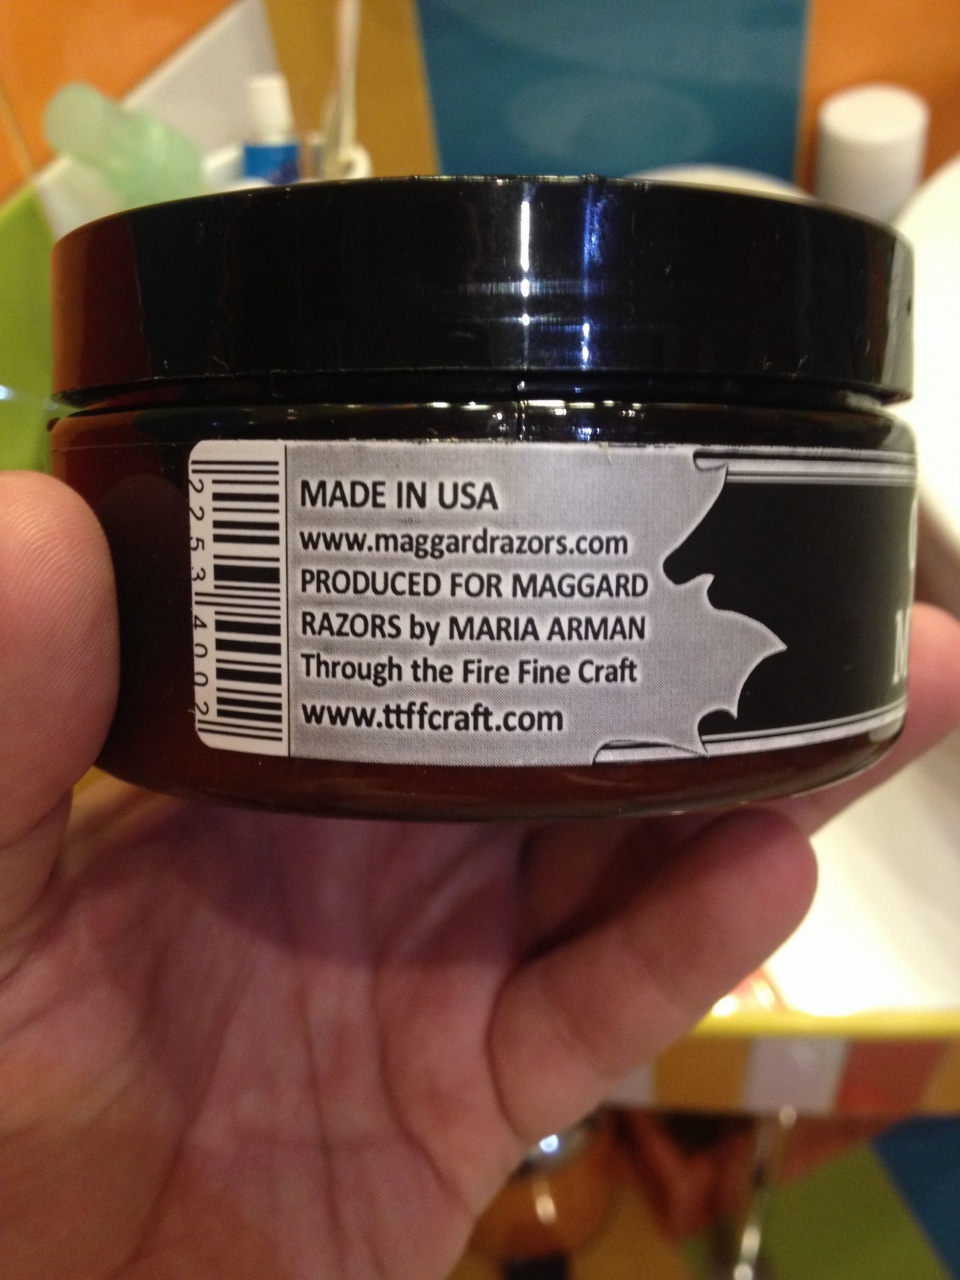 MADE IN USA
www.maggardrazors.com
PRODUCED FOR MAGGARD
RAZORS by MARIA ARMAN
Through the Fire Fine Craft
www.ttffcraft.com
22534002